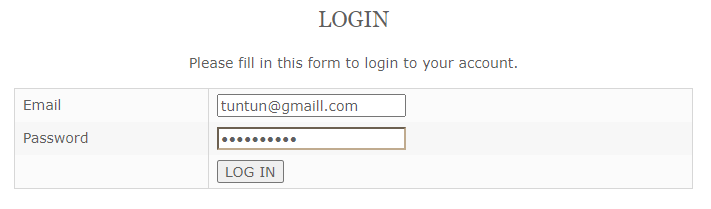 LOGIN
Please fill in this form to login to your account.
Email tuntun@gmaill.com
Password ••••••••••
LOG IN